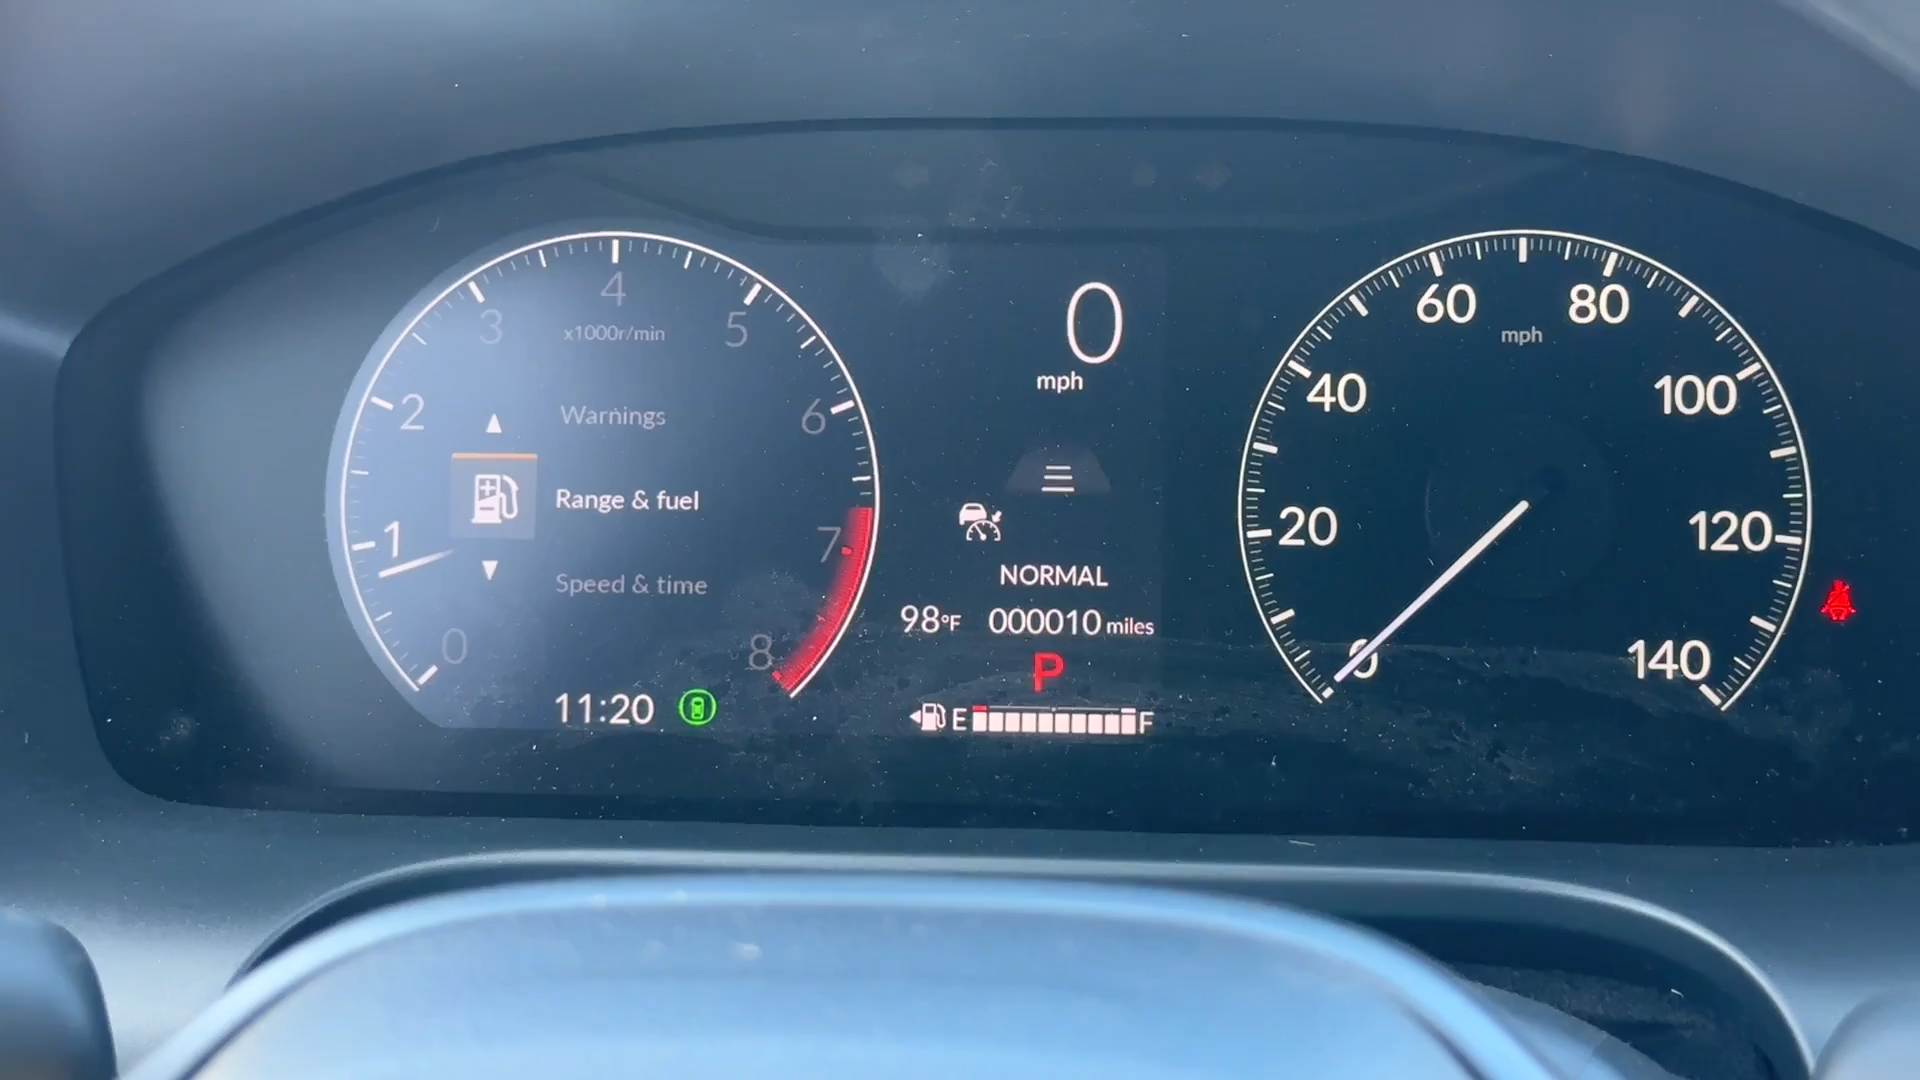 4
3
5
x1000r/min
2
Warnings
6
Range & fuel
1
7
Speed & time
0
8
11:20
0
mph
NORMAL
98°F 000010 miles
P
E F
60 80
mph
40
100
20
120
0
140